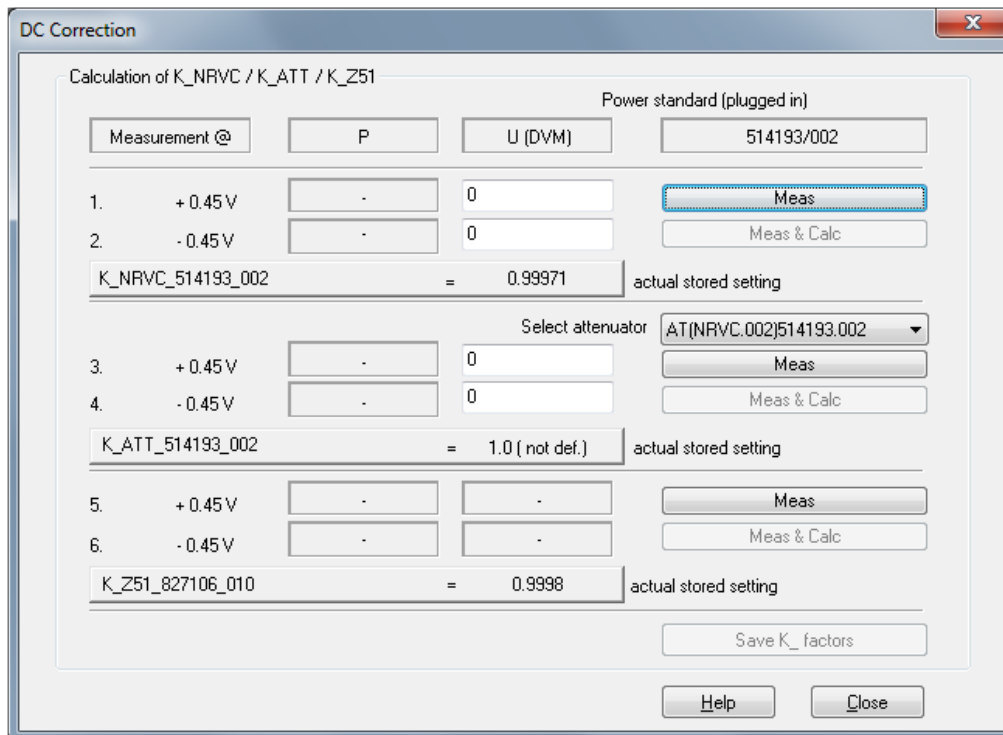 DC Correction
Calculation of K_NRVC / K_ATT / K_Z51
Power standard (plugged in)
Measurement @ P U (DVM) 514193/002
1. + 0.45 V - 0 Meas
2. - 0.45 V - 0 Meas & Calc
K_NRVC_514193_002 = 0.99971 actual stored setting
Select attenuator AT(NRVC.002)514193.002
3. + 0.45 V - 0 Meas
4. - 0.45 V - 0 Meas & Calc
K_ATT_514193_002 = 1.0 ( not def.) actual stored setting
5. + 0.45 V - - Meas
6. - 0.45 V - - Meas & Calc
K_Z51_827106_010 = 0.9998 actual stored setting
Save K_ factors
Help Close